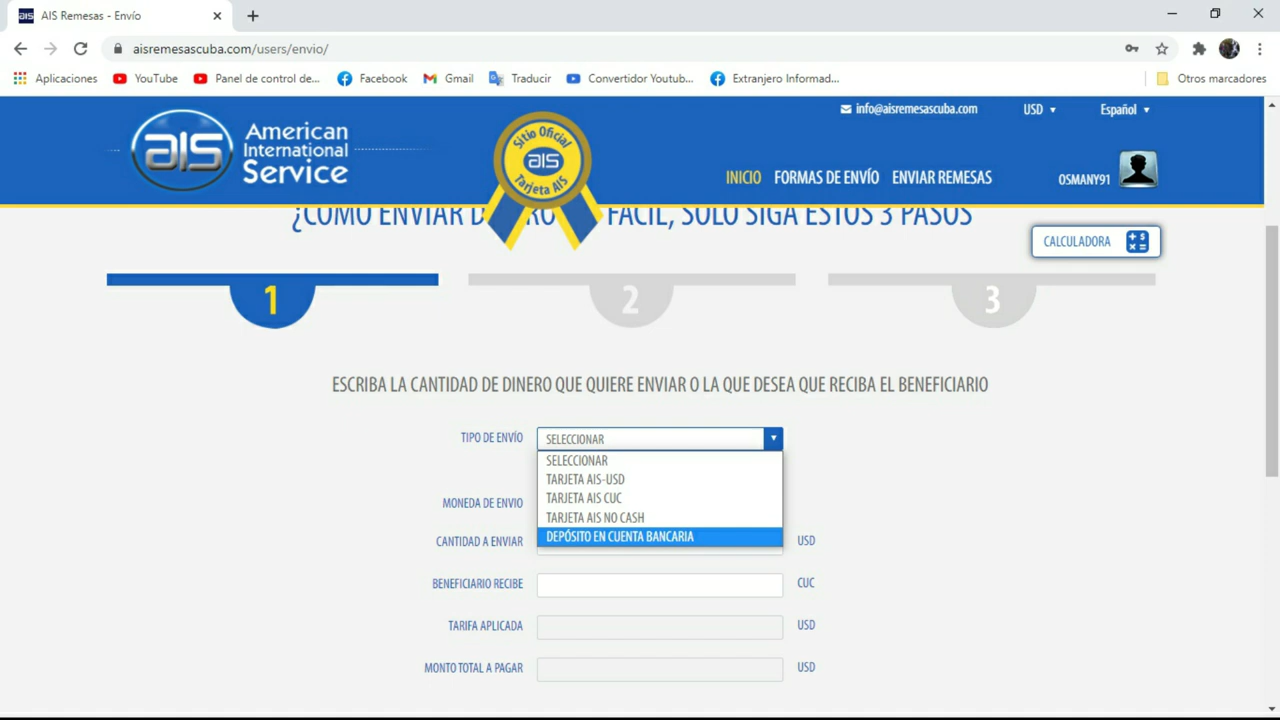 AIS Remesas - Envío
aisremesascuba.com/users/envio/
Aplicaciones
YouTube
Panel de control de...
Facebook
Gmail
Traducir
Convertidor Youtub...
Extranjero Informad...
Otros marcadores
info@aisremesascuba.com
USD
Español
AIS
American
International
Service
Sitio Oficial
AIS
Tarjeta AIS
INICIO
FORMAS DE ENVÍO
ENVIAR REMESAS
OSMANY91
FÁCIL, SOLO SIGA ESTOS 3 PASOS
CALCULADORA
1
2
3
ESCRIBA LA CANTIDAD DE DINERO QUE QUIERE ENVIAR O LA QUE DESEA QUE RECIBA EL BENEFICIARIO
TIPO DE ENVÍO
SELECCIONAR
SELECCIONAR
TARJETA AIS-USD
TARJETA AIS CUC
TARJETA AIS NO CASH
DEPÓSITO EN CUENTA BANCARIA
MONEDA DE ENVIO
CANTIDAD A ENVIAR
USD
BENEFICIARIO RECIBE
CUC
TARIFA APLICADA
USD
MONTO TOTAL A PAGAR
USD